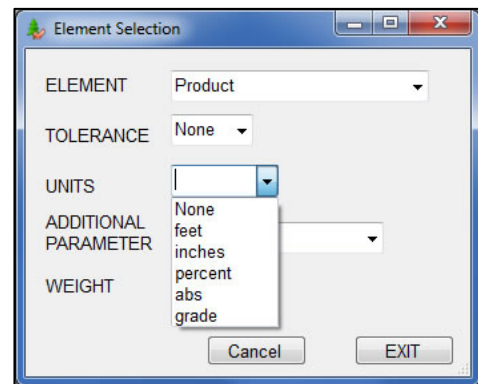 Element Selection
ELEMENT Product
TOLERANCE None
UNITS
None
feet
ADDITIONAL
inches
PARAMETER
percent
WEIGHT
abs
grade
Cancel EXIT